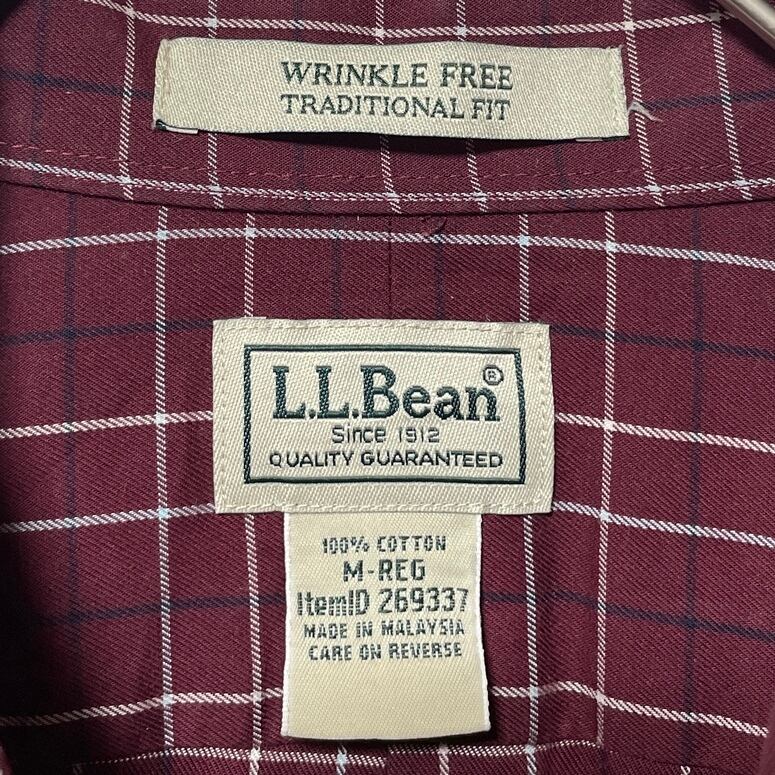 WRINKLE FREE
TRADITIONAL FIT
L.L.Bean®
Since 1912
QUALITY GUARANTEED
100% COTTON
M-REG
ItemID 269337
MADE IN MALAYSIA
CARE ON REVERSE